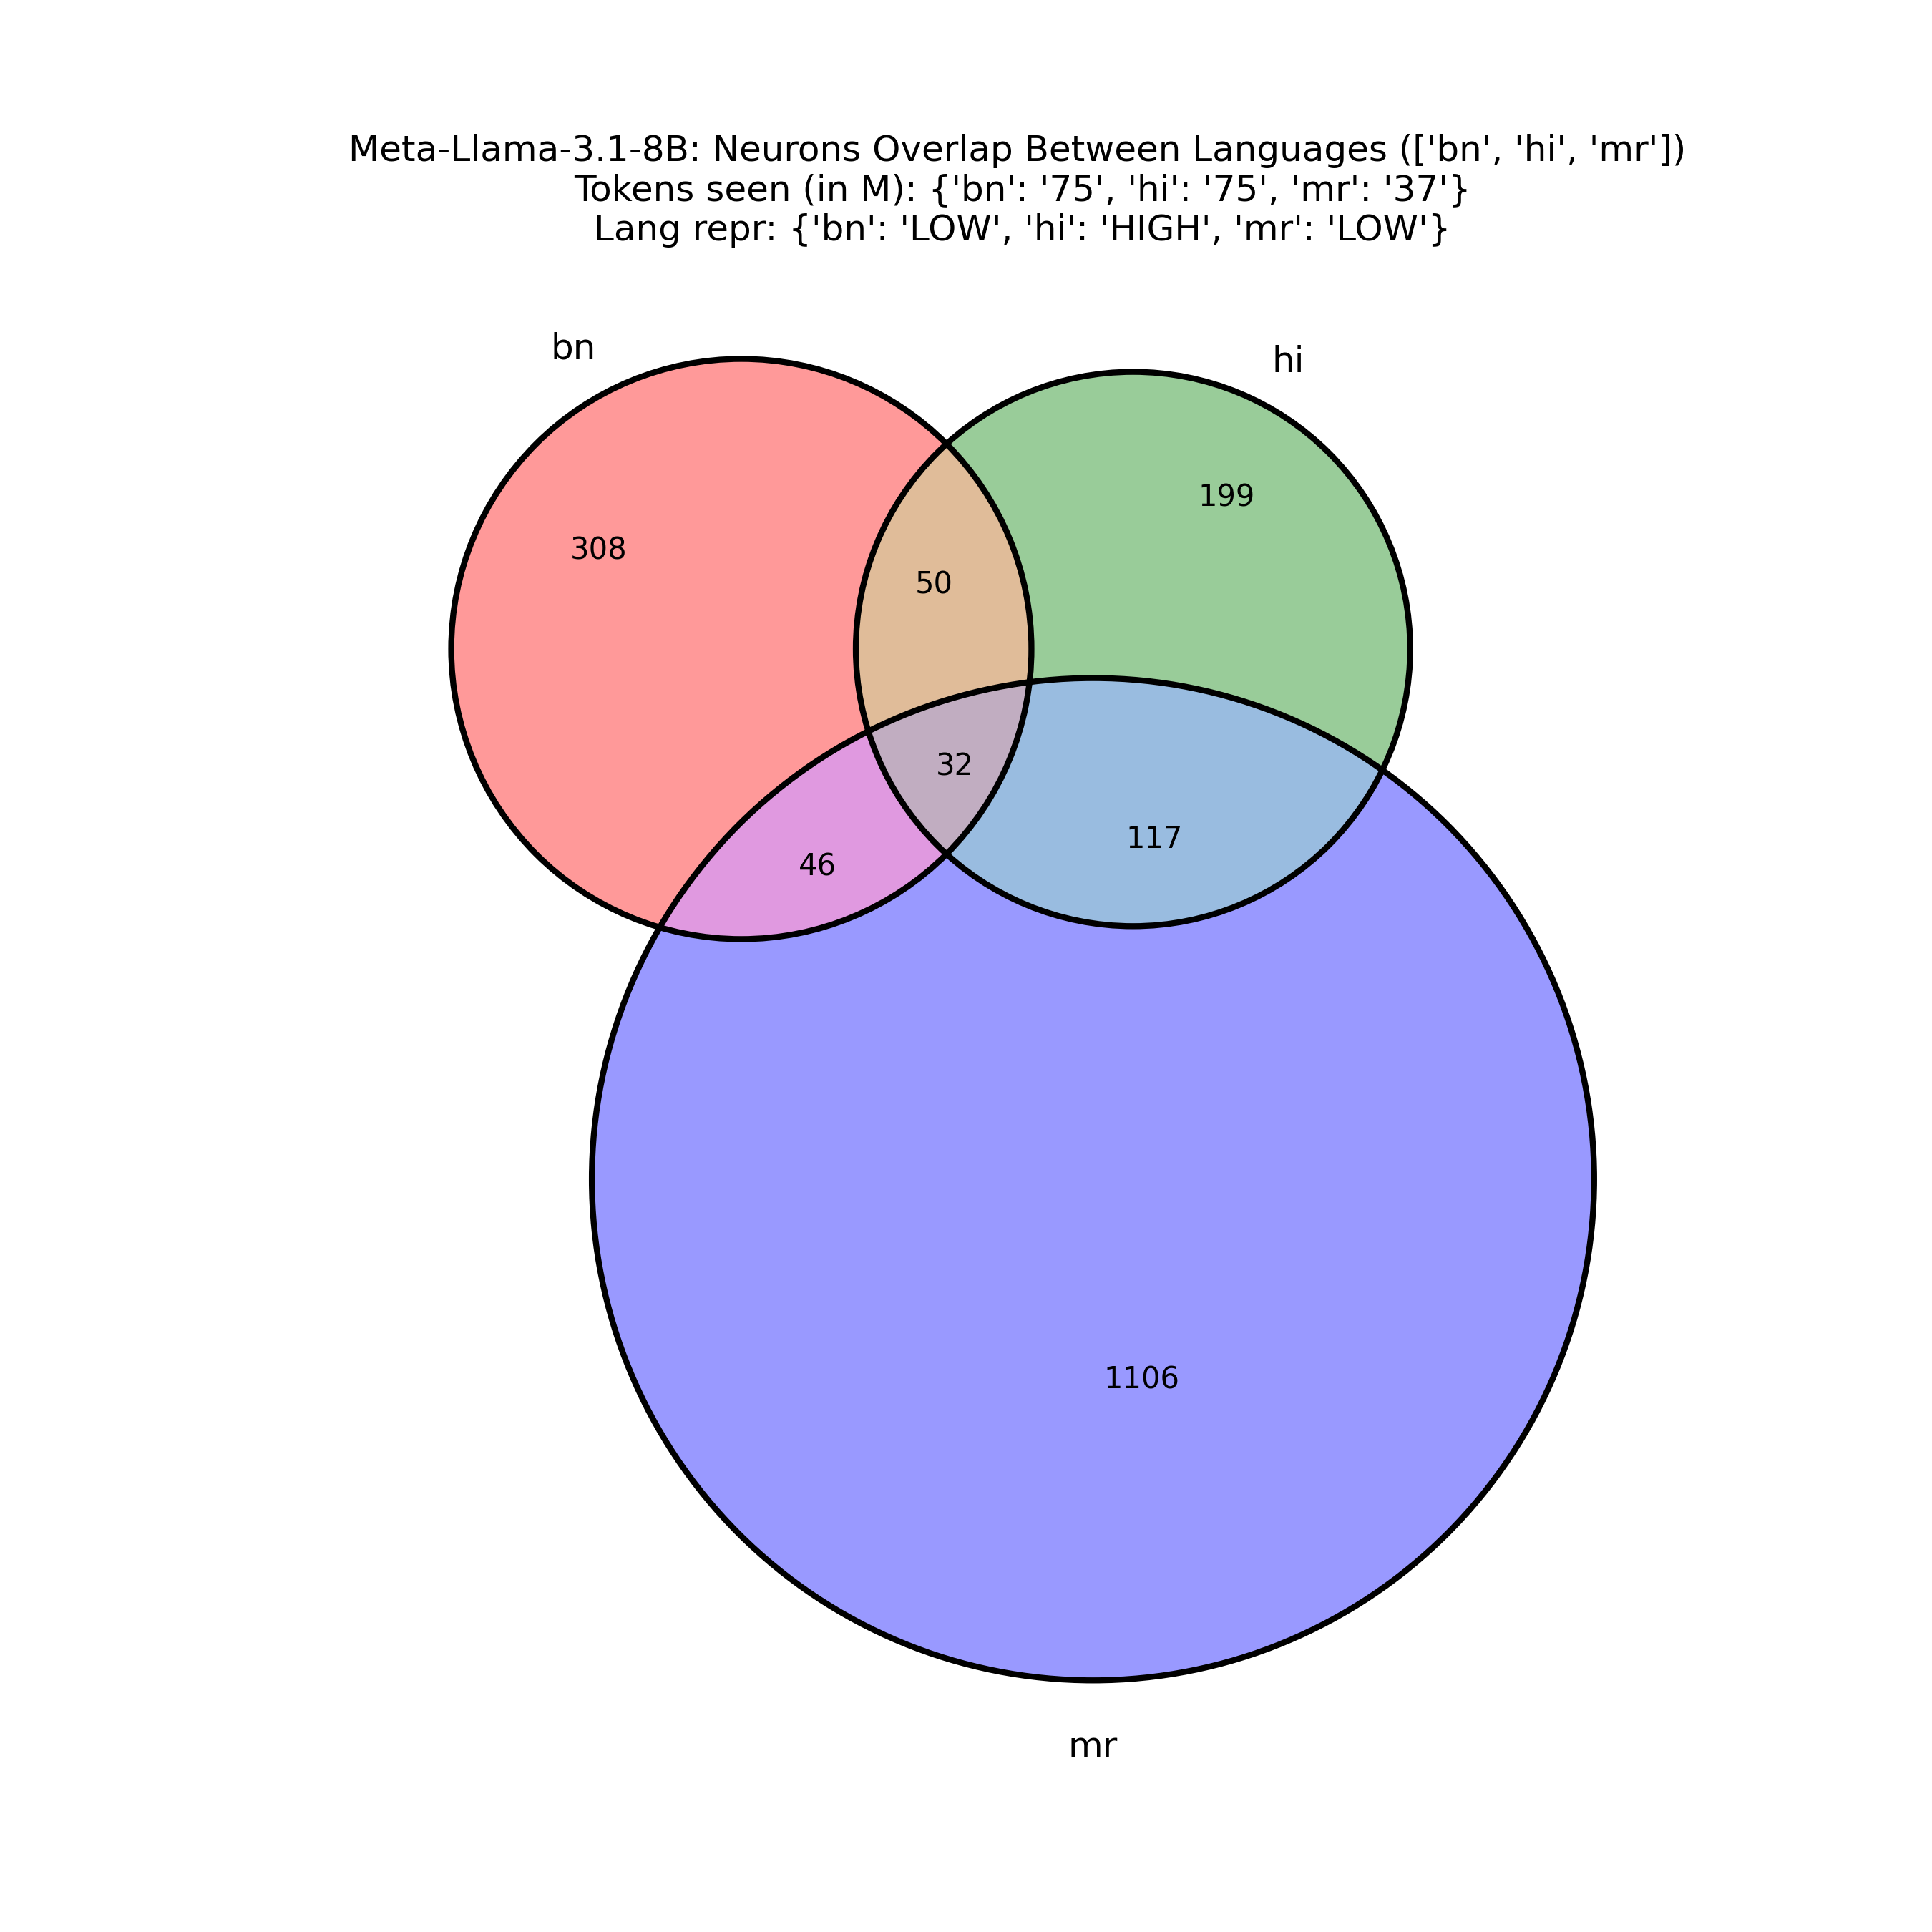 Meta-Llama-3.1-8B: Neurons Overlap Between Languages (['bn', 'hi', 'mr'])
Tokens seen (in M): {'bn': '75', 'hi': '75', 'mr': '37'}
Lang repr: {'bn': 'LOW', 'hi': 'HIGH', 'mr': 'LOW'}
bn
hi
199
308
50
32
117
46
1106
mr